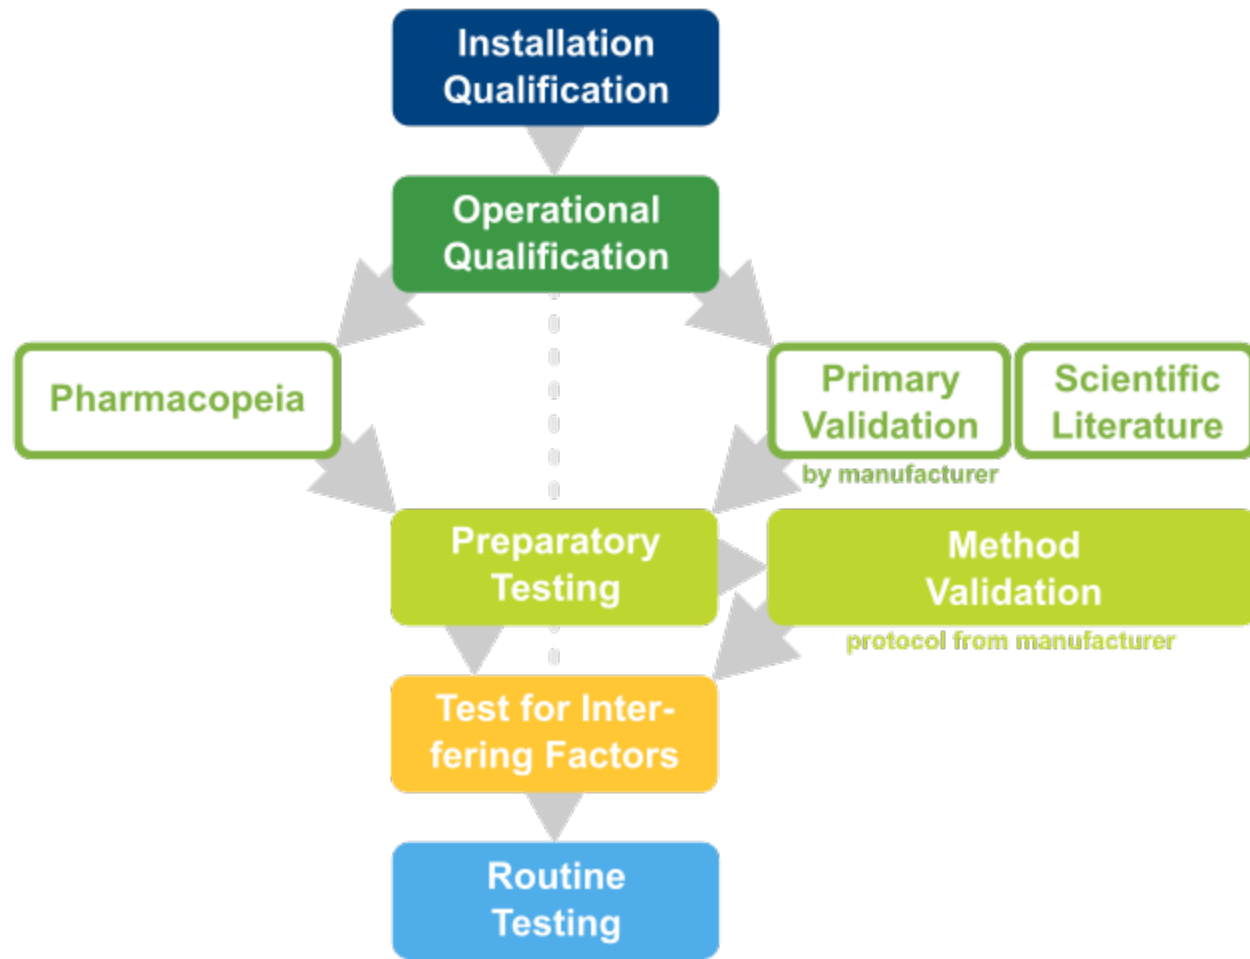 Installation
Qualification
Operational
Qualification
Pharmacopeia
Primary
Validation
by manufacturer
Scientific
Literature
Preparatory
Testing
Method
Validation
protocol from manufacturer
Test for Inter-
fering Factors
Routine
Testing